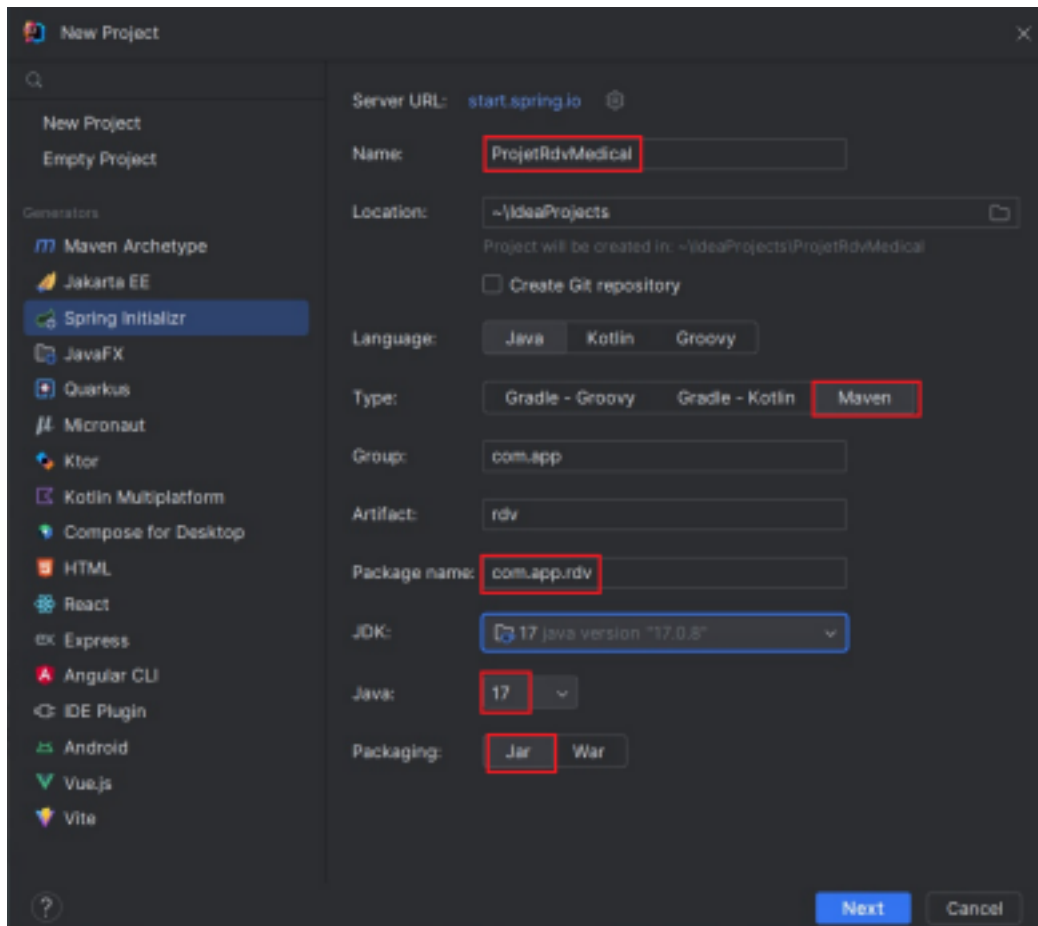 New Project
New Project
Empty Project
Generators
Maven Archetype
Jakarta EE
Spring Initializr
JavaFX
Quarkus
Micronaut
Ktor
Kotlin Multiplatform
Compose for Desktop
HTML
React
Express
Angular CLI
IDE Plugin
Android
Vue.js
Vite
Server URL: start.spring.io
Name: ProjetRdvMedical
Location: ~\IdeaProjects
Project will be created in: ~\IdeaProjects\ProjetRdvMedical
Create Git repository
Language: Java Kotlin Groovy
Type: Gradle - Groovy Gradle - Kotlin Maven
Group: com.app
Artifact: rdv
Package name: com.app.rdv
JDK: 17 java version "17.0.8"
Java: 17
Packaging: Jar War
? Next Cancel